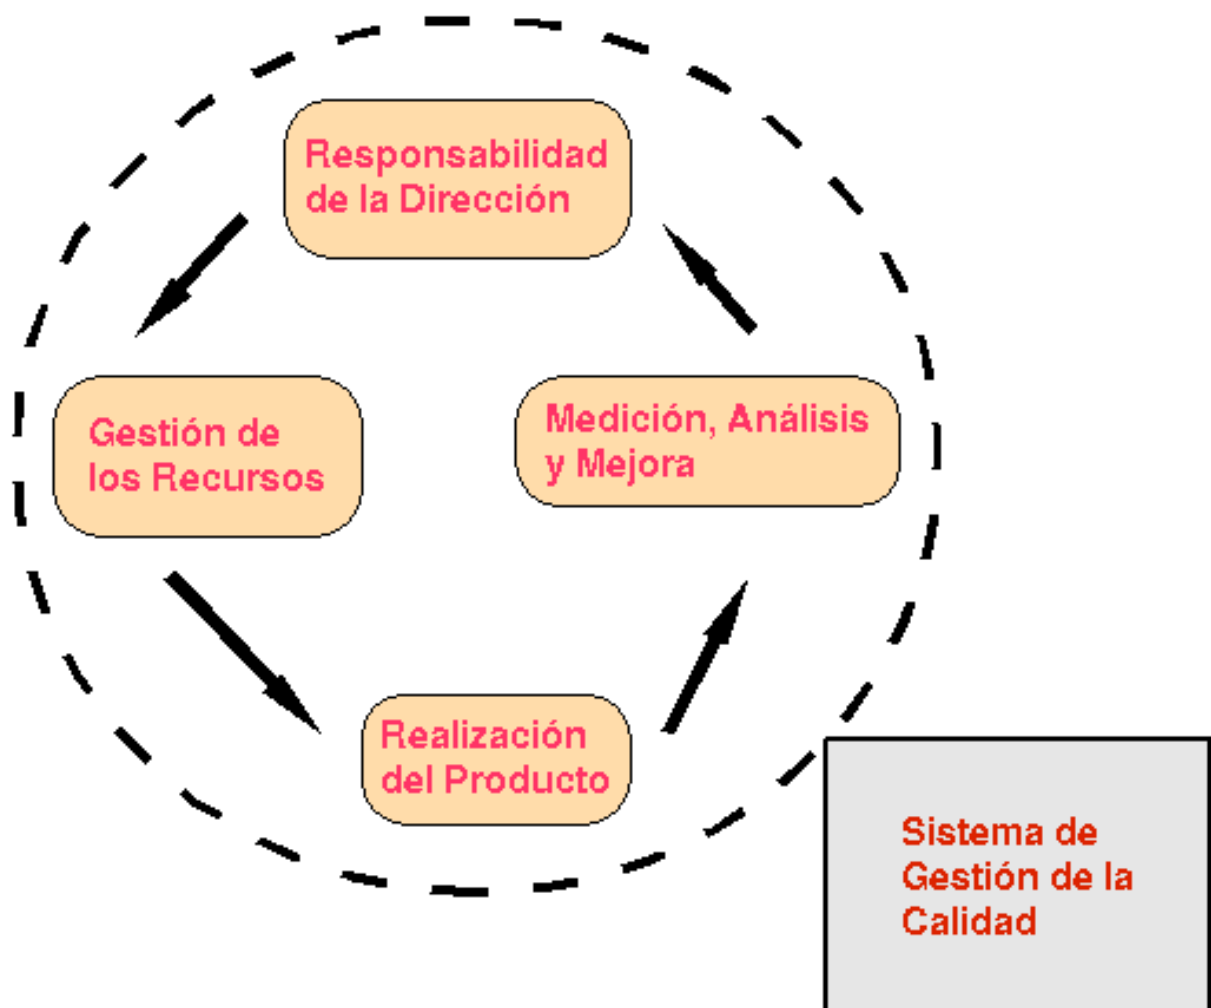 Responsabilidad
de la Dirección
Gestión de
los Recursos
Medición, Análisis
y Mejora
Realización
del Producto
Sistema de
Gestión de la
Calidad